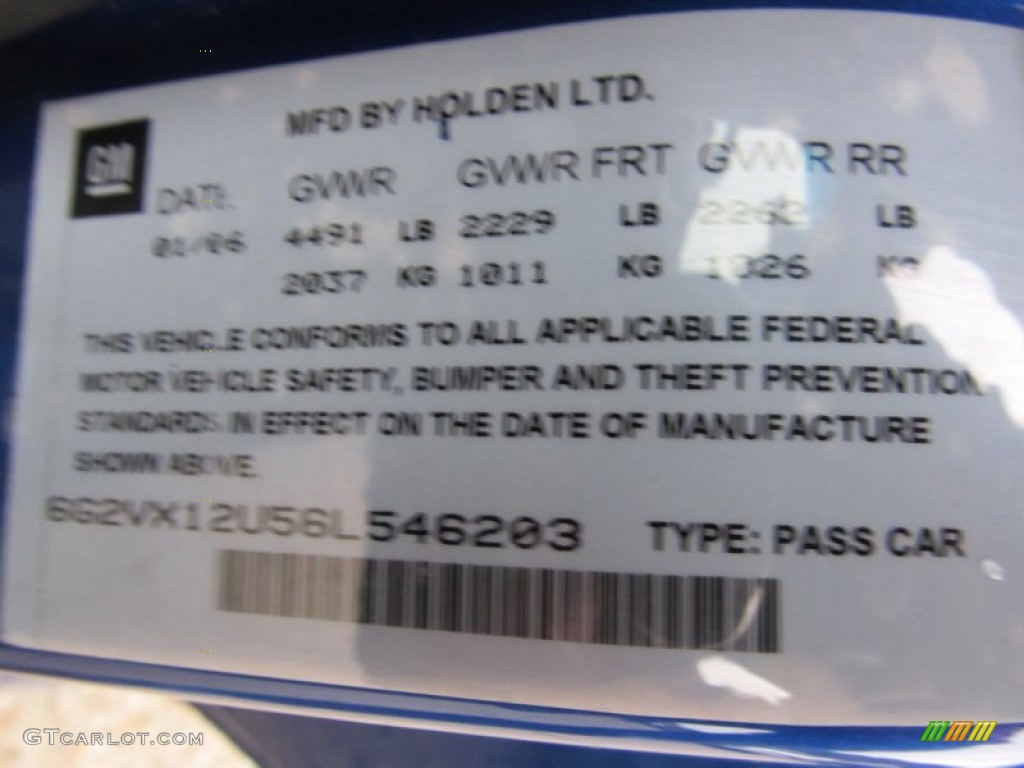 MFD BY HOLDEN LTD.
GM
DATE: GVWR GVWR FRT GVWR RR
01/06 4491 LB 2229 LB 2262 LB
2037 KG 1011 KG 1026 KG
THIS VEHICLE CONFORMS TO ALL APPLICABLE FEDERAL
MOTOR VEHICLE SAFETY, BUMPER AND THEFT PREVENTION
STANDARDS IN EFFECT ON THE DATE OF MANUFACTURE
SHOWN ABOVE.
6G2VX12U56L546203 TYPE: PASS CAR
GTCARLOT.COM